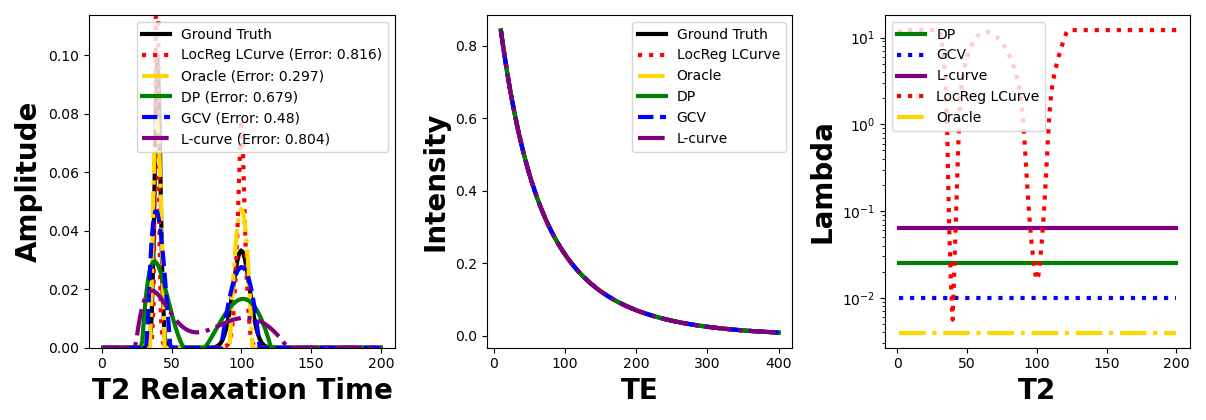 Amplitude
0.00
0.02
0.04
0.06
0.08
0.10
0
50
100
150
200
T2 Relaxation Time
Ground Truth
LocReg LCurve (Error: 0.816)
Oracle (Error: 0.297)
DP (Error: 0.679)
GCV (Error: 0.48)
L-curve (Error: 0.804)
Intensity
0.0
0.2
0.4
0.6
0.8
0
100
200
300
400
TE
Ground Truth
LocReg LCurve
Oracle
DP
GCV
L-curve
Lambda
10⁻²
10⁻¹
10⁰
10¹
0
50
100
150
200
T2
DP
GCV
L-curve
LocReg LCurve
Oracle